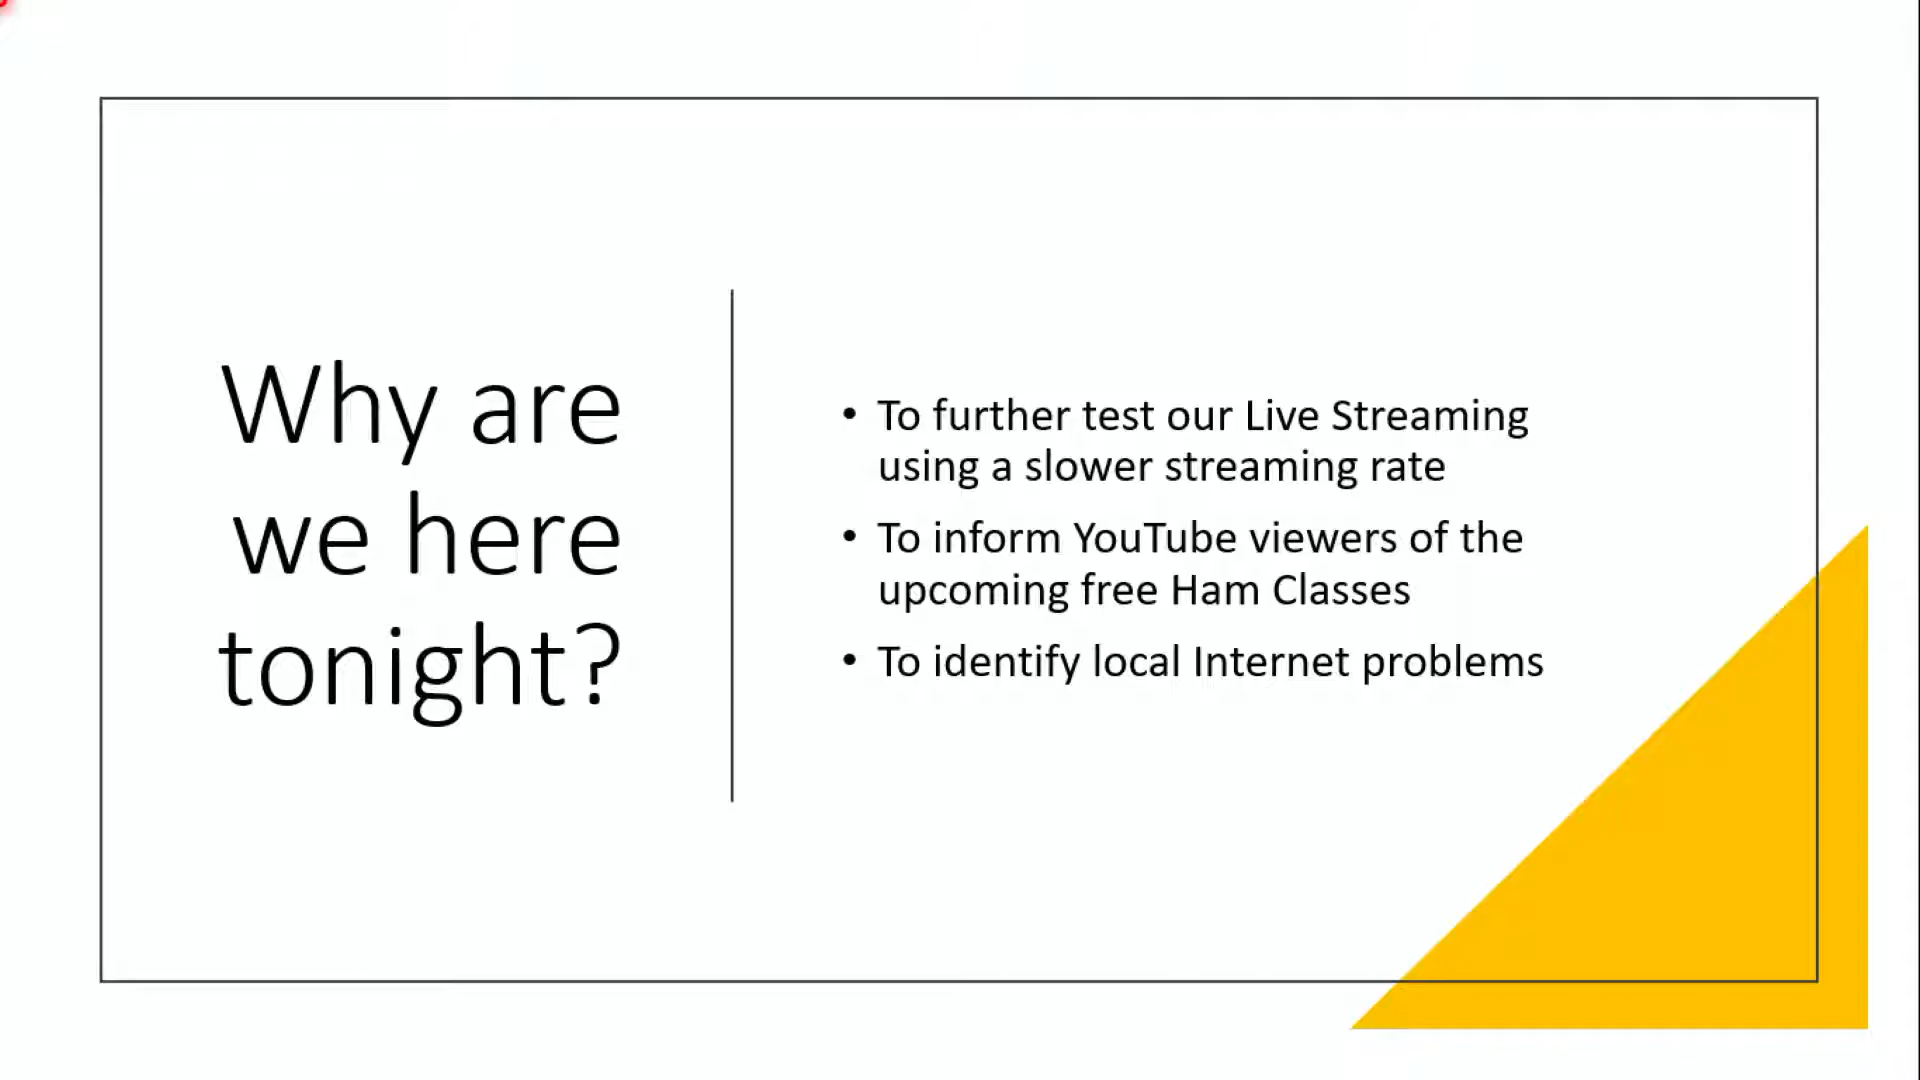 Why are
we here
tonight?
• To further test our Live Streaming
using a slower streaming rate
• To inform YouTube viewers of the
upcoming free Ham Classes
• To identify local Internet problems